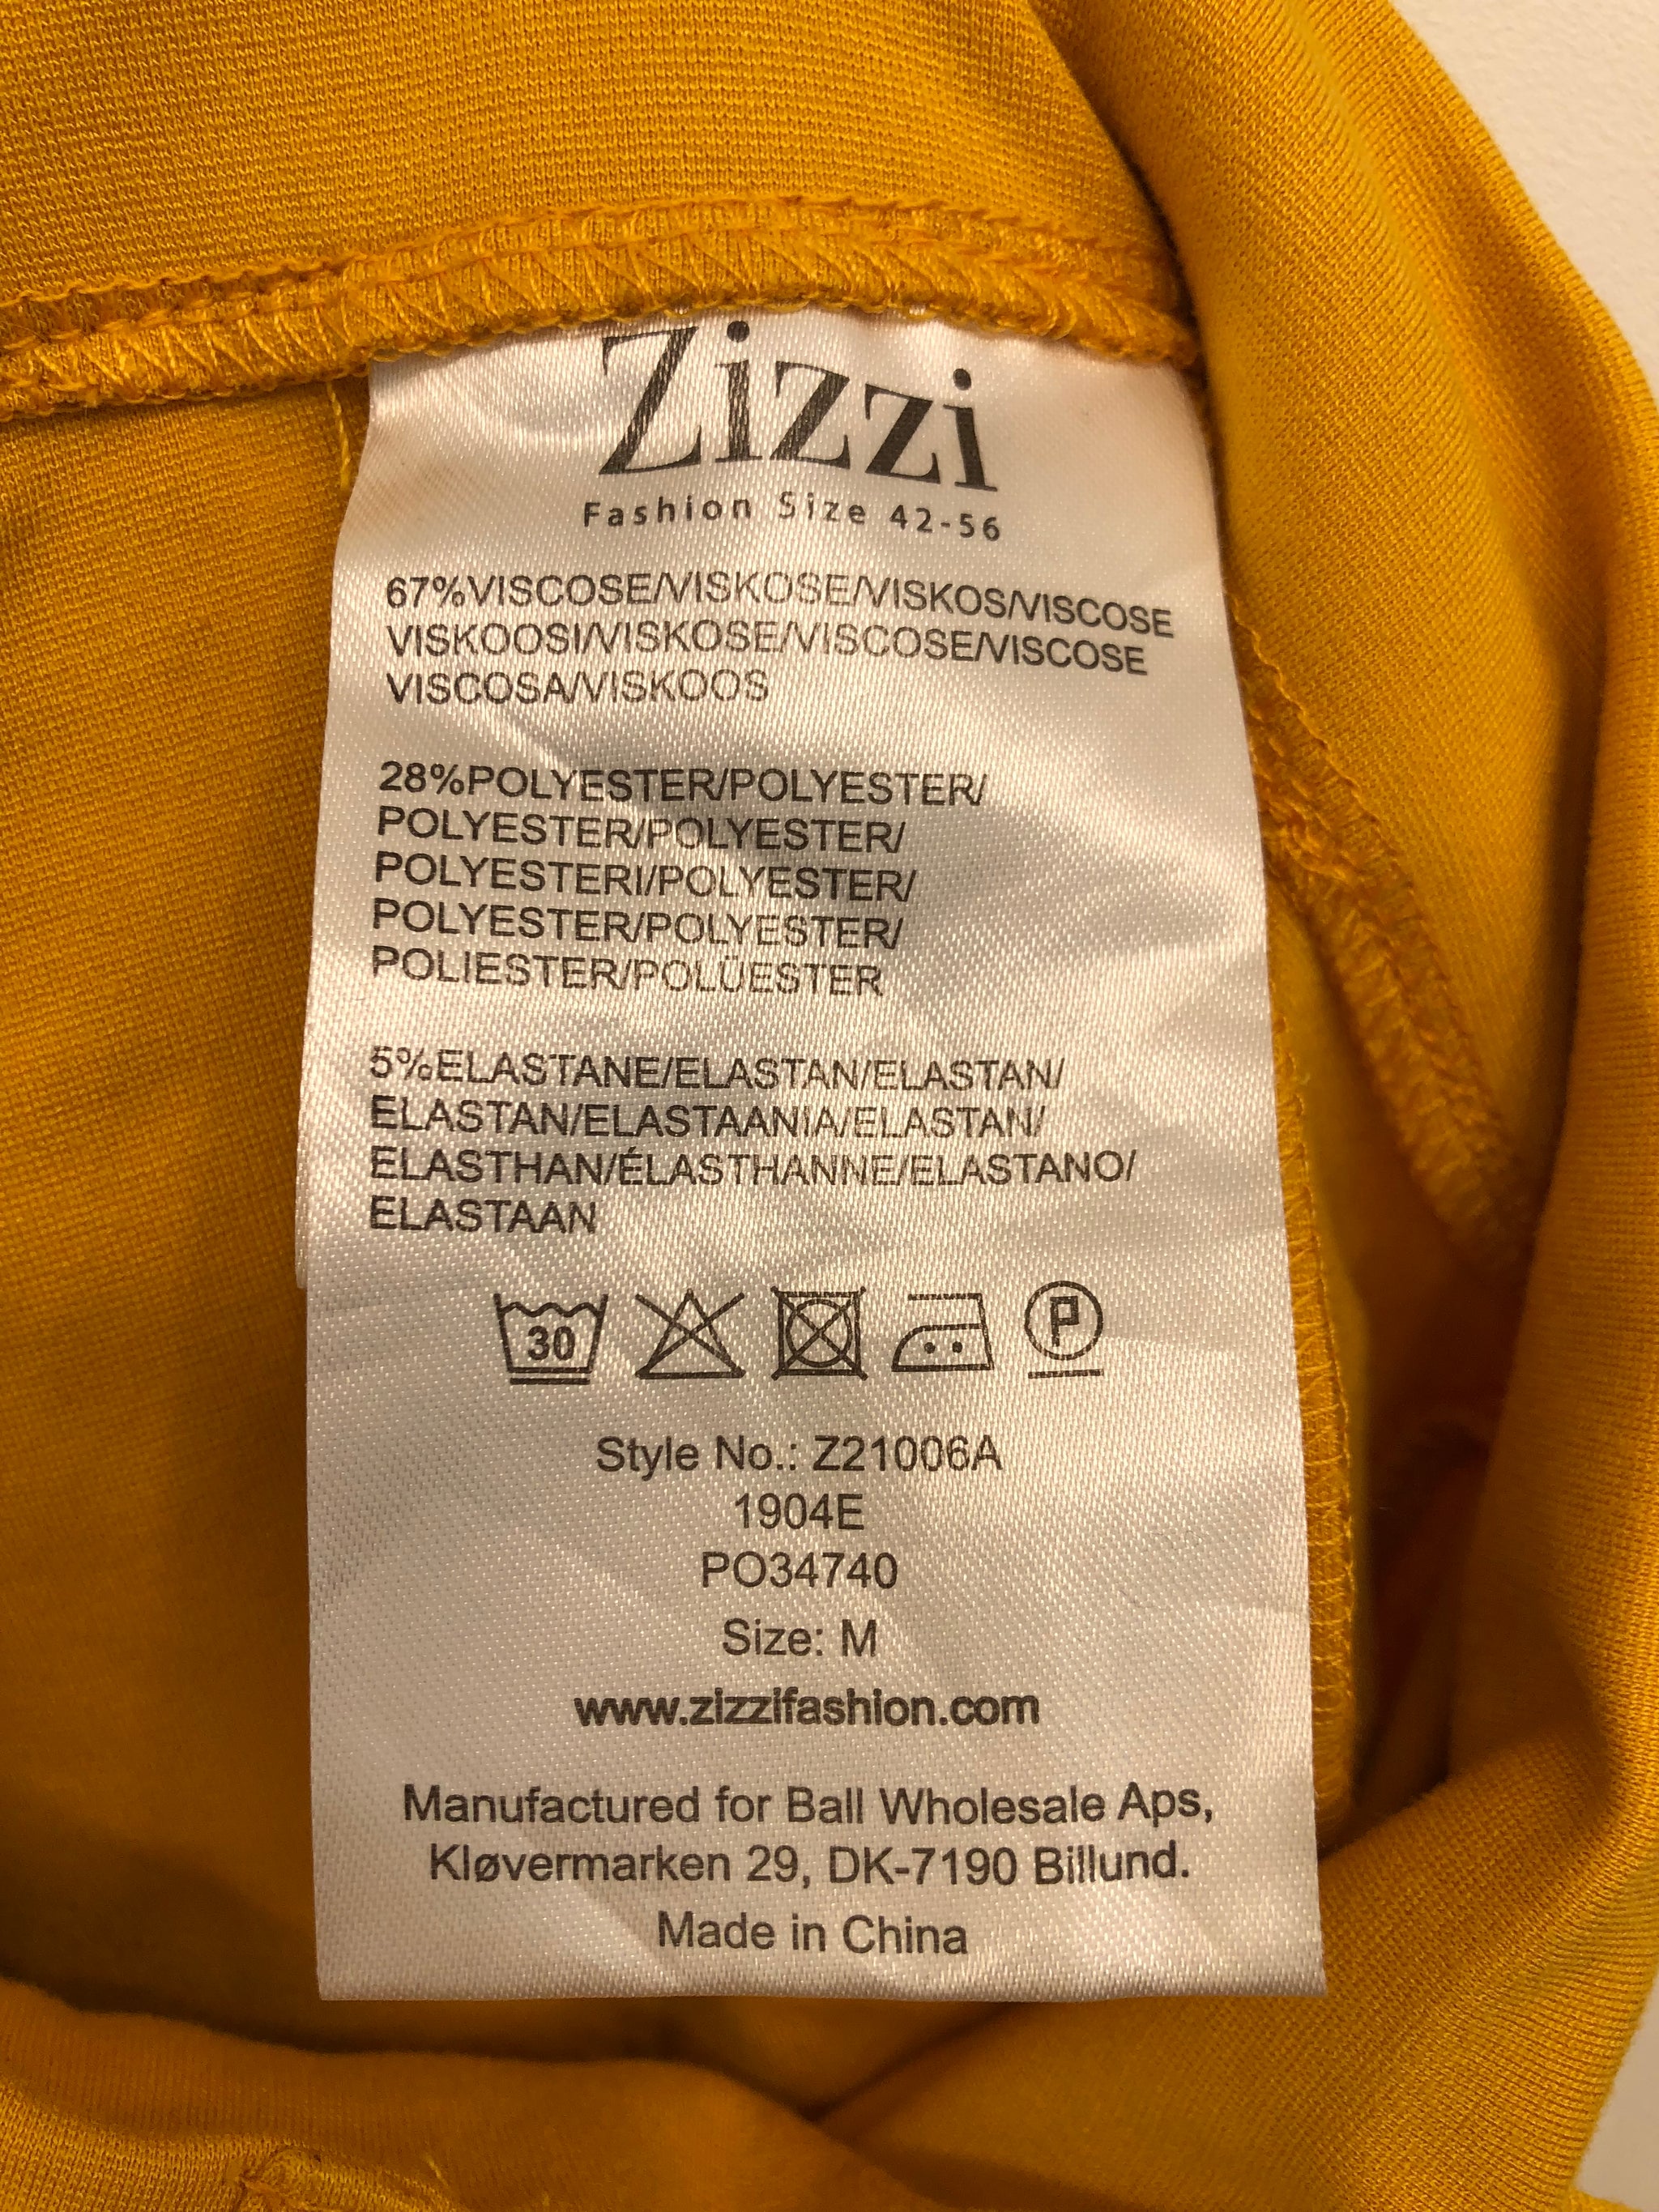 Zizzi
Fashion Size 42-56
67%VISCOSE/VISKOSE/VISKOS/VISCOSE
VISKOOSI/VISKOSE/VISCOSE/VISCOSE
VISCOSA/VISKOOS
28%POLYESTER/POLYESTER/
POLYESTER/POLYESTER/
POLYESTERI/POLYESTER/
POLYESTER/POLYESTER/
POLIESTER/POLÜESTER
5%ELASTANE/ELASTAN/ELASTAN/
ELASTAN/ELASTAANIA/ELASTAN/
ELASTHAN/ÉLASTHANNE/ELASTANO/
ELASTAAN
30 P
Style No.: Z21006A
1904E
PO34740
Size: M
www.zizzifashion.com
Manufactured for Ball Wholesale Aps,
Kløvermarken 29, DK-7190 Billund.
Made in China